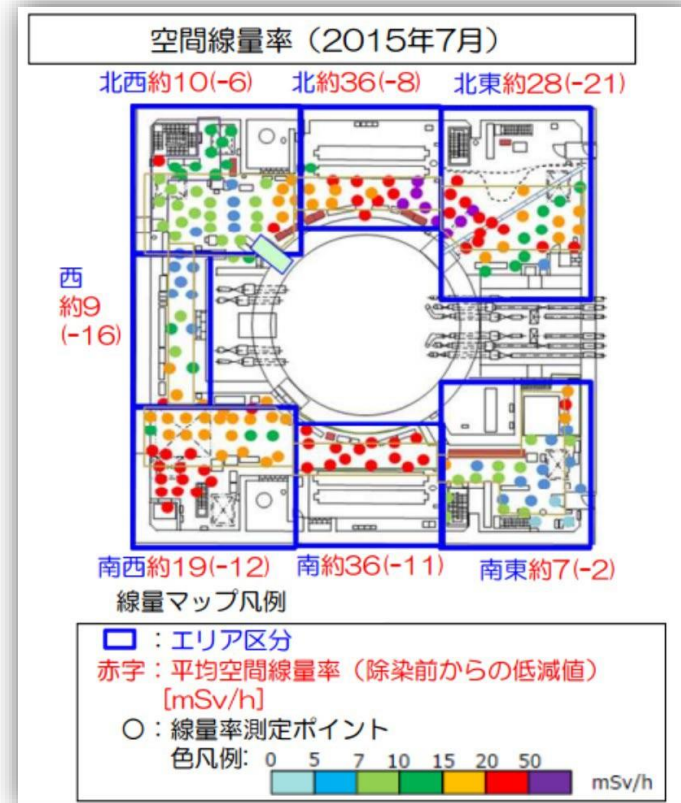 空間線量率（2015年7月）
北西約10(-6)
北約36(-8)
北東約28(-21)
西
約9
(-16)
南西約19(-12)
南約36(-11)
南東約7(-2)
線量マップ凡例
：エリア区分
赤字：平均空間線量率（除染前からの低減値）
[mSv/h]
○：線量率測定ポイント
色凡例: 0 5 7 10 15 20 50
mSv/h